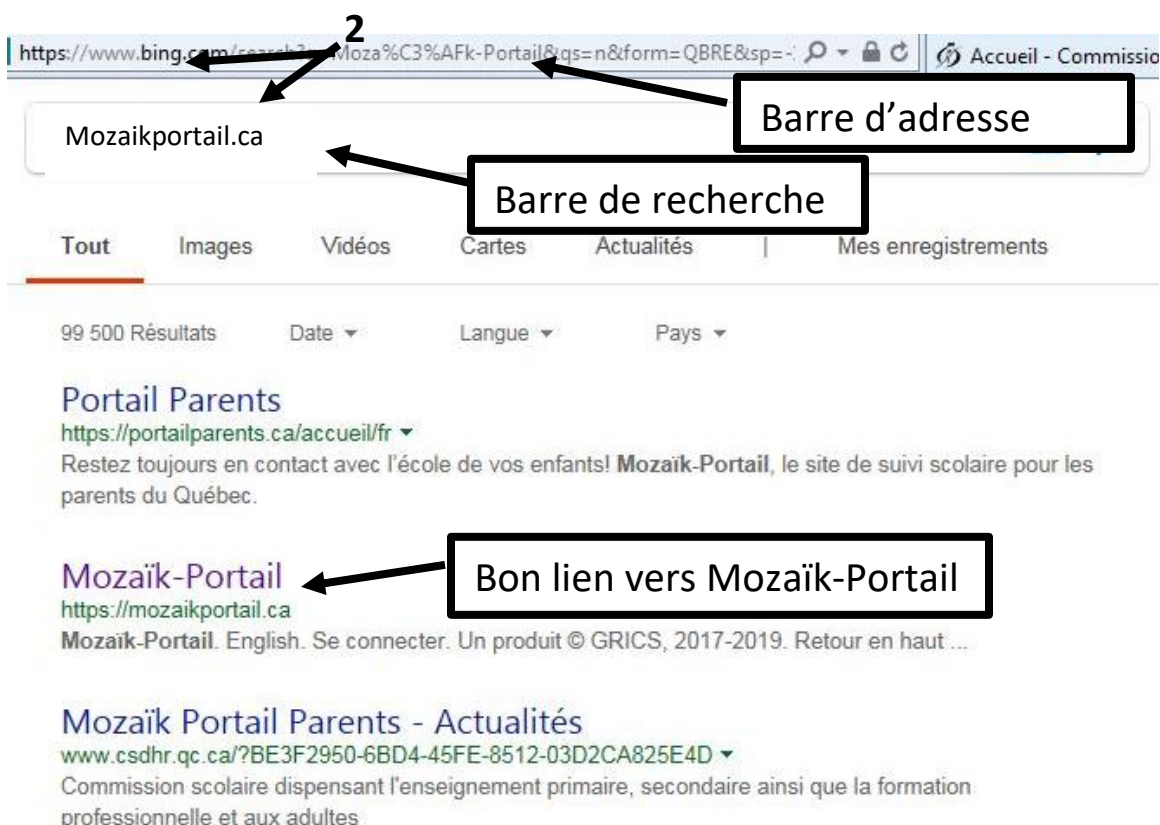 2
https://www.bing.com/search? Moza%C3%AFk-Portail&qs=n&form=QBRE&sp=-:
Accueil - Commissio
Barre d’adresse
Mozaikportail.ca
Barre de recherche
Tout Images Vidéos Cartes Actualités | Mes enregistrements
99 500 Résultats Date Langue Pays
Portail Parents
https://portailparents.ca/accueil/fr
Restez toujours en contact avec l'école de vos enfants! Mozaïk-Portail, le site de suivi scolaire pour les
parents du Québec.
Mozaïk-Portail
Bon lien vers Mozaïk-Portail
https://mozaikportail.ca
Mozaïk-Portail. English. Se connecter. Un produit © GRICS, 2017-2019. Retour en haut ...
Mozaïk Portail Parents - Actualités
www.csdhr.qc.ca/?BE3F2950-6BD4-45FE-8512-03D2CA825E4D
Commission scolaire dispensant l'enseignement primaire, secondaire ainsi que la formation
professionnelle et aux adultes